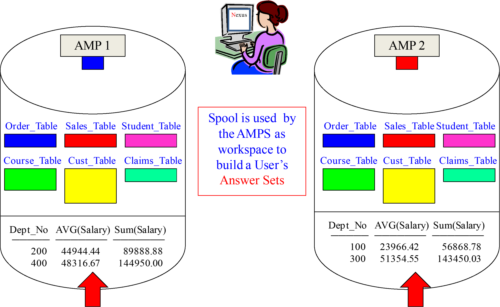 AMP 1
Nexus
AMP 2
Order_Table Sales_Table Student_Table
Course_Table Cust_Table Claims_Table
Spool is used by
the AMPS as
workspace to
build a User's
Answer Sets
Order_Table Sales_Table Student_Table
Course_Table Cust_Table Claims_Table
Dept_No AVG(Salary) Sum(Salary)
200 44944.44 89888.88
400 48316.67 144950.00
Dept_No AVG(Salary) Sum(Salary)
100 23966.42 56868.78
300 51354.55 143450.03